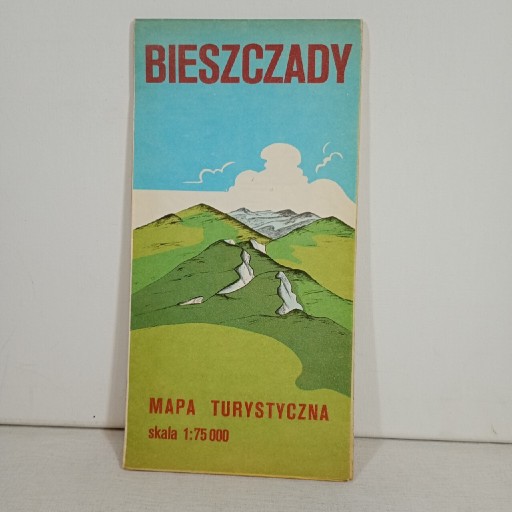 BIESZCZADY
MAPA TURYSTYCZNA
skala 1:75 000